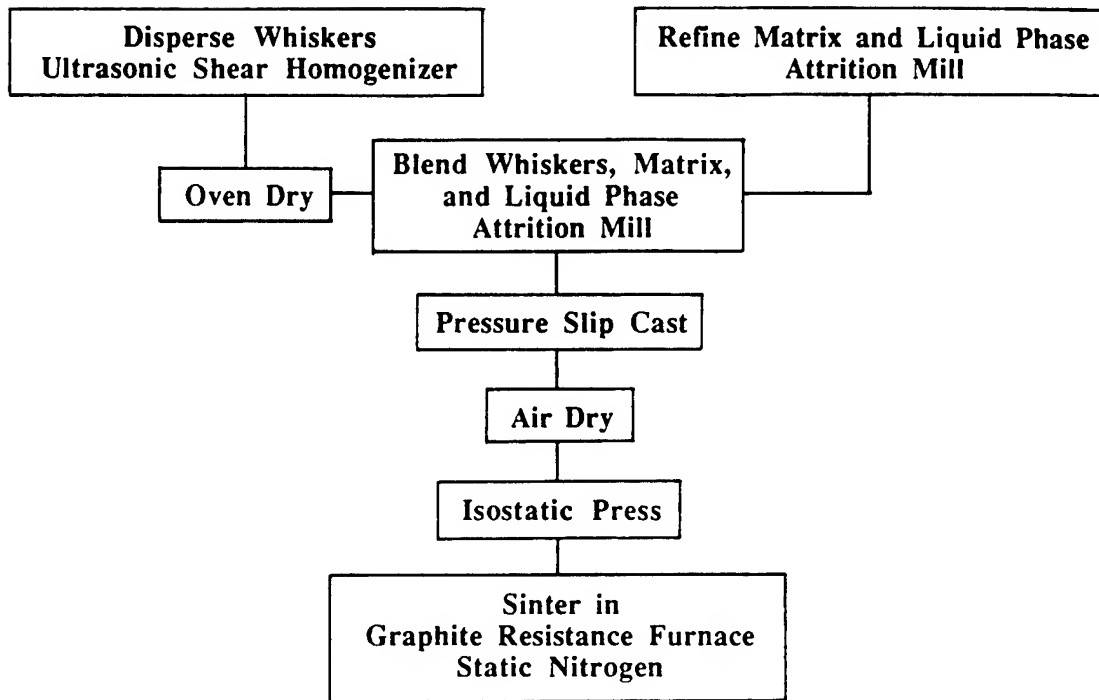 Disperse Whiskers
Ultrasonic Shear Homogenizer
Refine Matrix and Liquid Phase
Attrition Mill
Oven Dry
Blend Whiskers, Matrix,
and Liquid Phase
Attrition Mill
Pressure Slip Cast
Air Dry
Isostatic Press
Sinter in
Graphite Resistance Furnace
Static Nitrogen